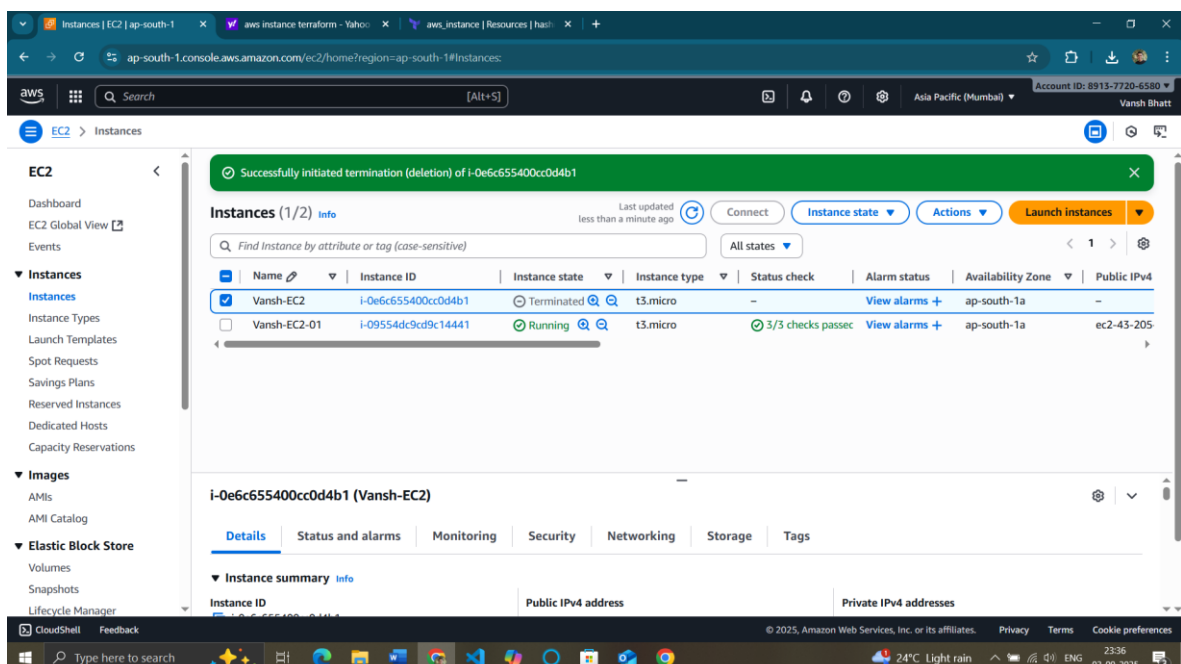 Instances | EC2 | ap-south-1
aws instance terraform - Yahoo
aws_instance | Resources | hash
ap-south-1.console.aws.amazon.com/ec2/home?region=ap-south-1#Instances:
aws
Search [Alt+S]
Asia Pacific (Mumbai)
Account ID: 8913-7720-6580
Vansh Bhatt
EC2 > Instances
EC2
Dashboard
EC2 Global View
Events
Instances
Instances
Instance Types
Launch Templates
Spot Requests
Savings Plans
Reserved Instances
Dedicated Hosts
Capacity Reservations
Images
AMIs
AMI Catalog
Elastic Block Store
Volumes
Snapshots
Lifecycle Manager
Successfully initiated termination (deletion) of i-0e6c655400cc0d4b1
Instances (1/2) Info
Last updated
less than a minute ago
Connect
Instance state
Actions
Launch instances
Find Instance by attribute or tag (case-sensitive)
All states
1
Name Instance ID Instance state Instance type Status check Alarm status Availability Zone Public IPv4
Vansh-EC2 i-0e6c655400cc0d4b1 Terminated t3.micro – View alarms + ap-south-1a –
Vansh-EC2-01 i-09554dc9cd9c14441 Running t3.micro 3/3 checks passec View alarms + ap-south-1a ec2-43-205-
i-0e6c655400cc0d4b1 (Vansh-EC2)
Details Status and alarms Monitoring Security Networking Storage Tags
Instance summary Info
Instance ID Public IPv4 address Private IPv4 addresses
CloudShell Feedback
© 2025, Amazon Web Services, Inc. or its affiliates. Privacy Terms Cookie preferences
Type here to search
24°C Light rain
ENG
23:36